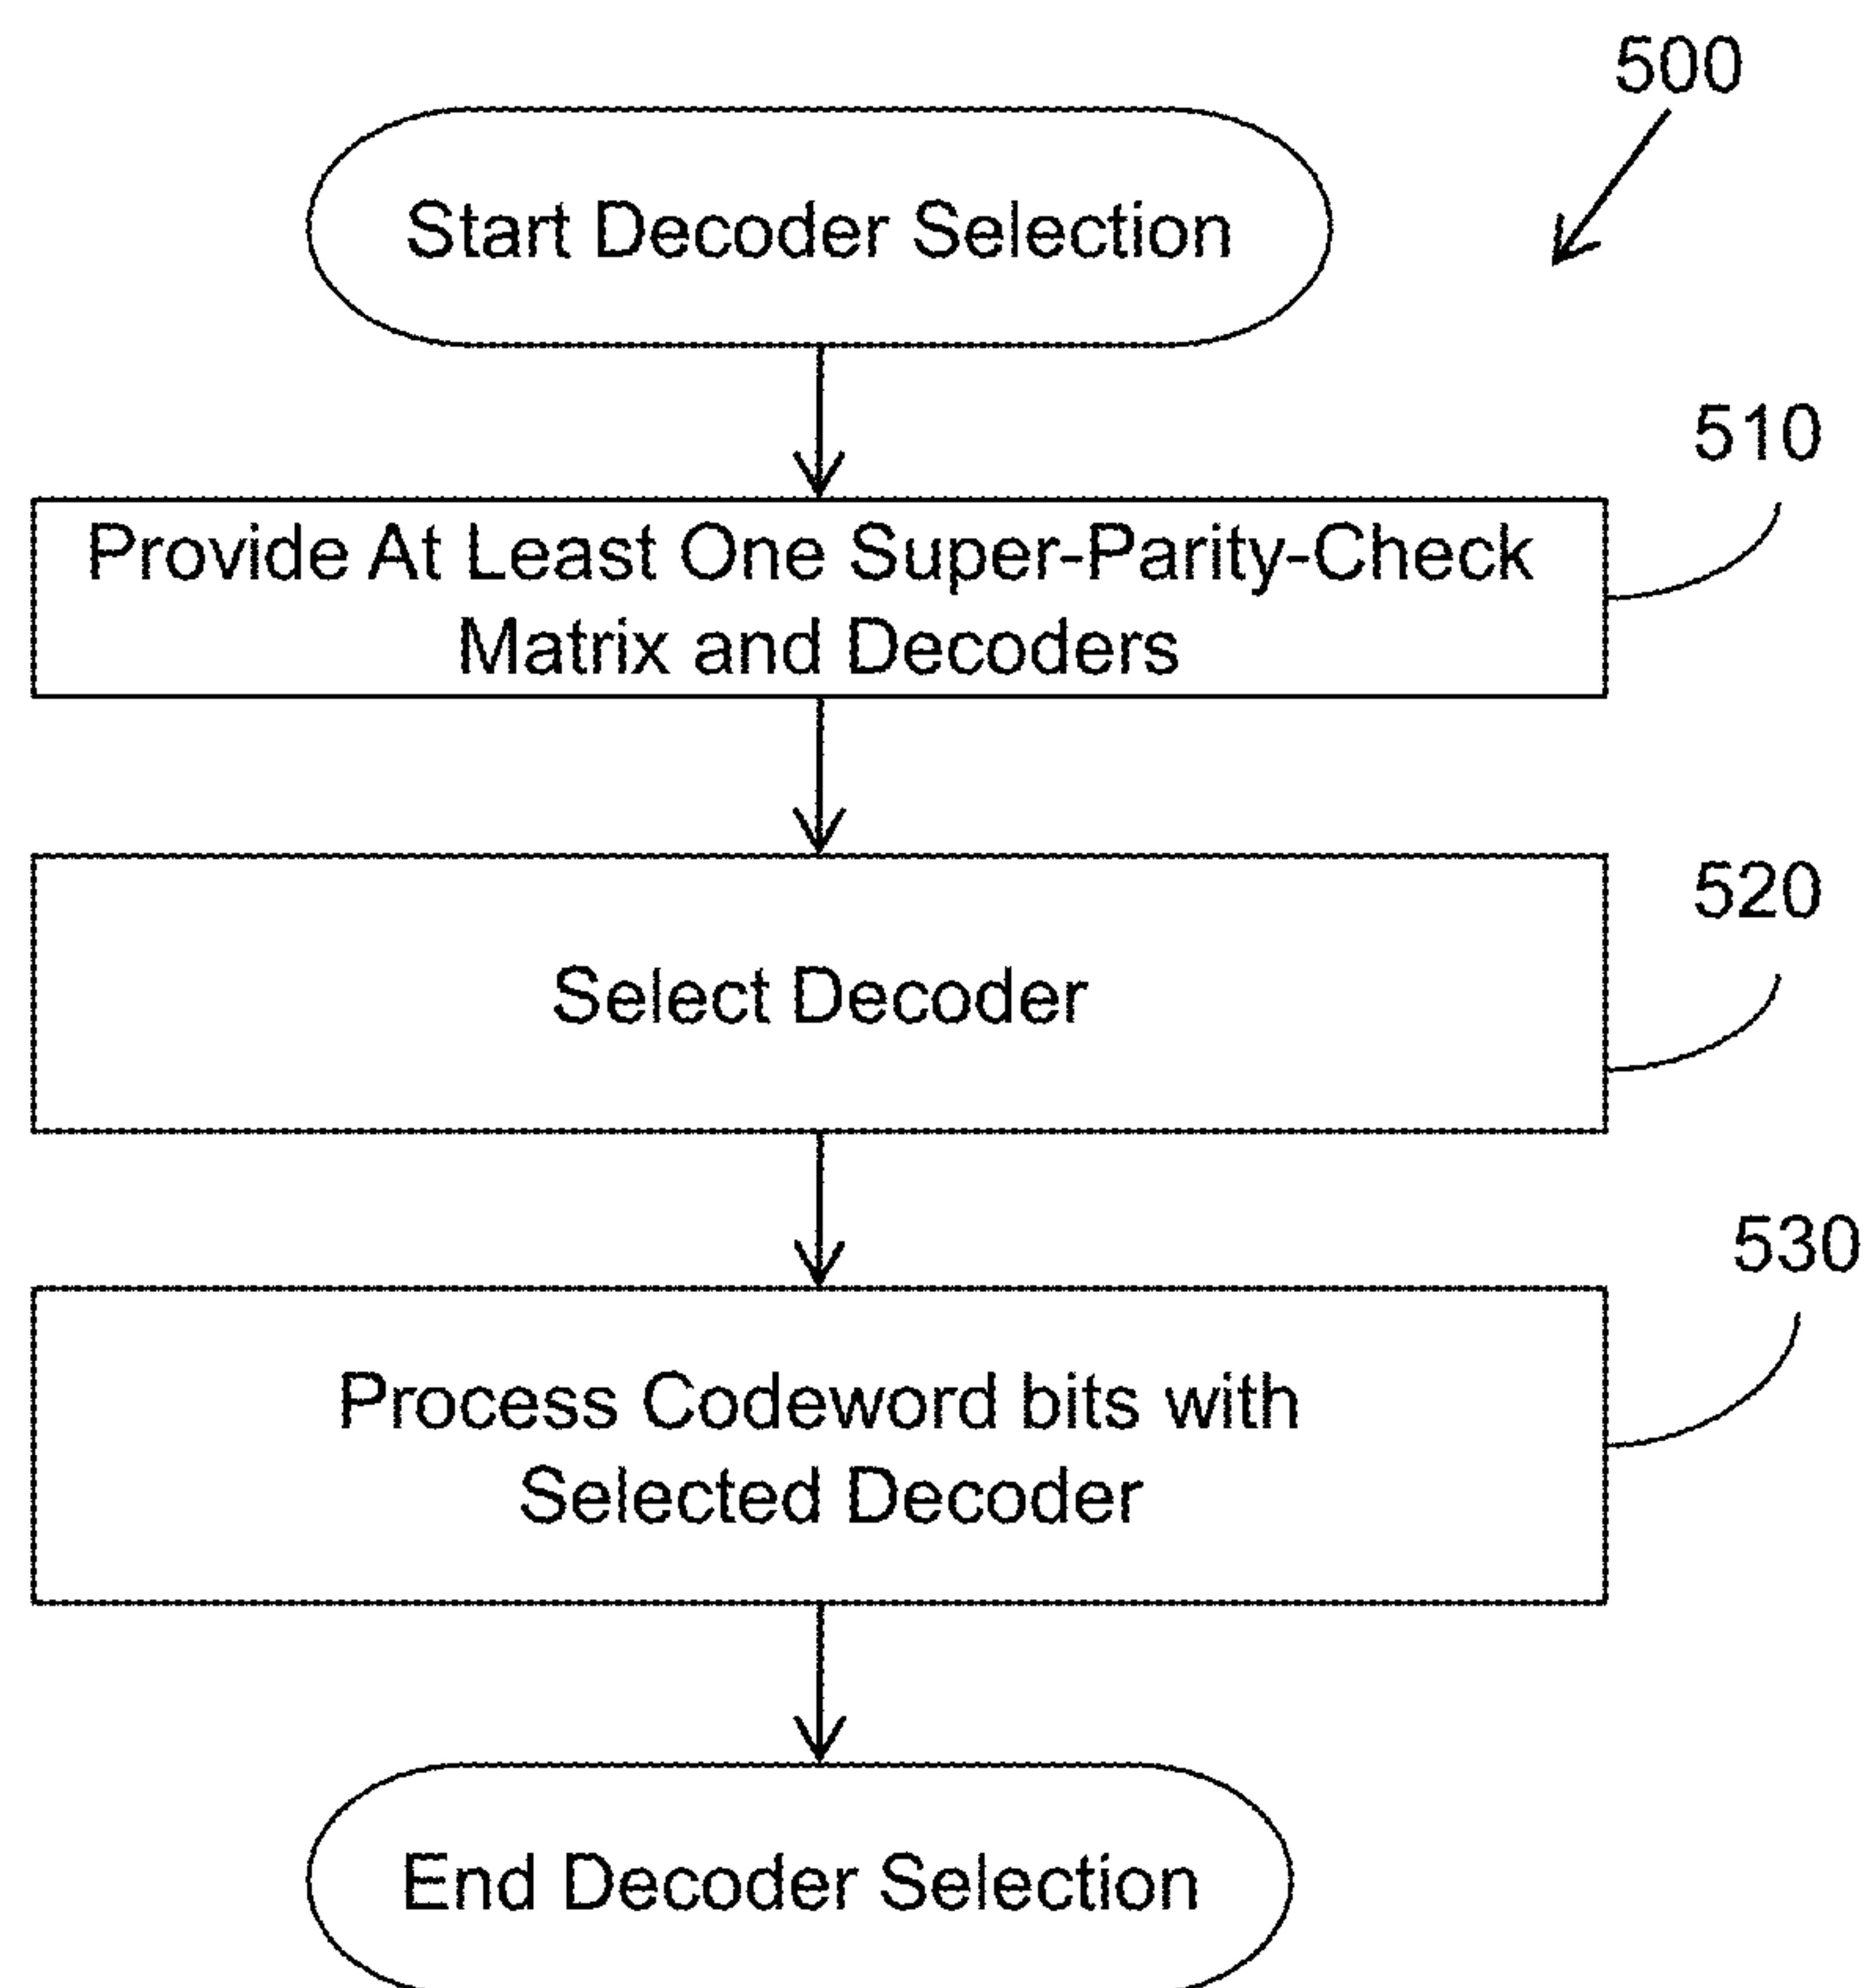 500
Start Decoder Selection
510
Provide At Least One Super-Parity-Check
Matrix and Decoders
520
Select Decoder
530
Process Codeword bits with
Selected Decoder
End Decoder Selection